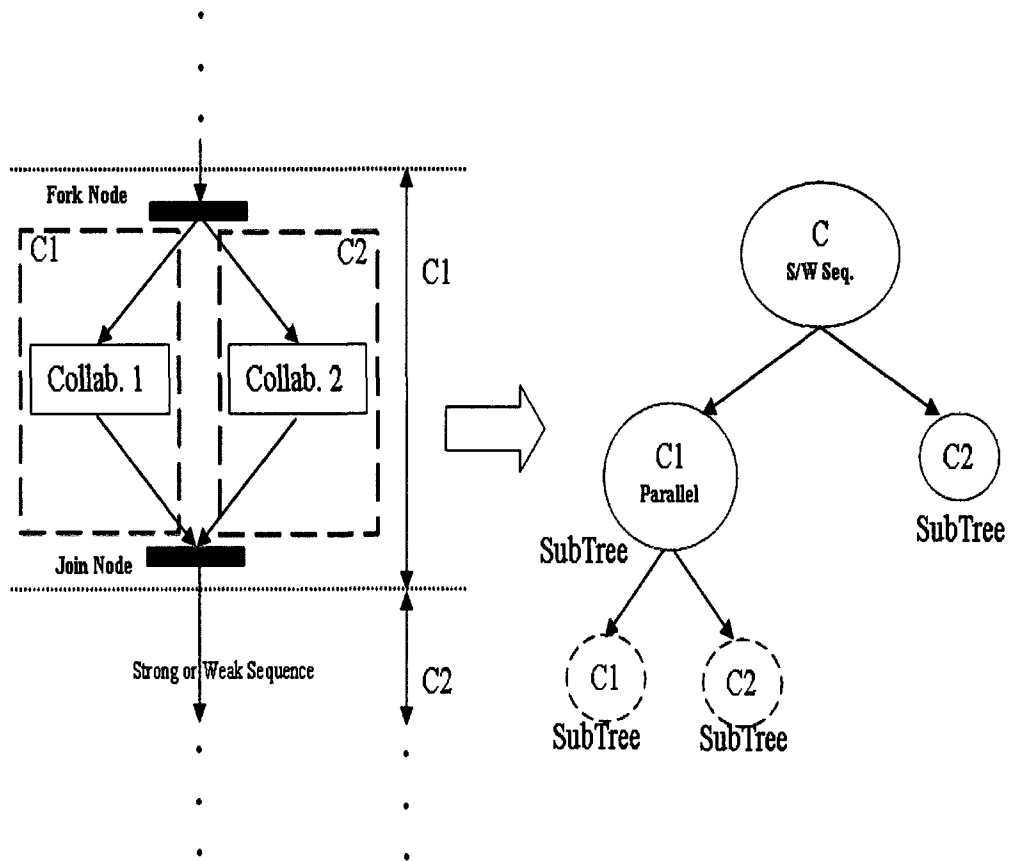 Fork Node
C1
C2
C1
Collab. 1
Collab. 2
Join Node
Strong or Weak Sequence
C2
C
S/W Seq.
C1
Parallel
SubTree
C2
SubTree
C1
SubTree
C2
SubTree